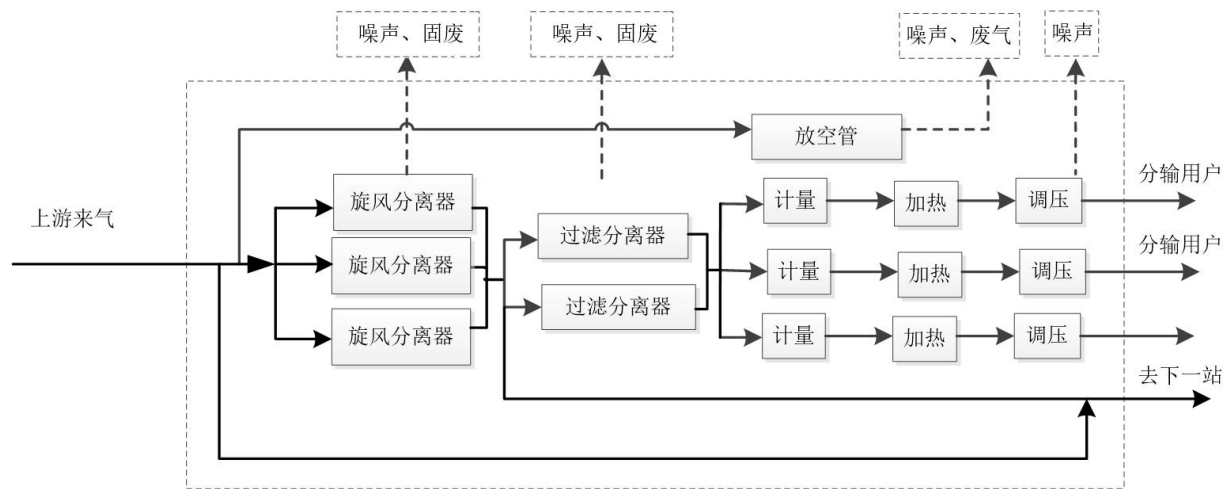 噪声、固废
噪声、固废
噪声、废气
噪声
放空管
上游来气
旋风分离器
旋风分离器
旋风分离器
过滤分离器
过滤分离器
计量
加热
调压
分输用户
计量
加热
调压
分输用户
计量
加热
调压
去下一站